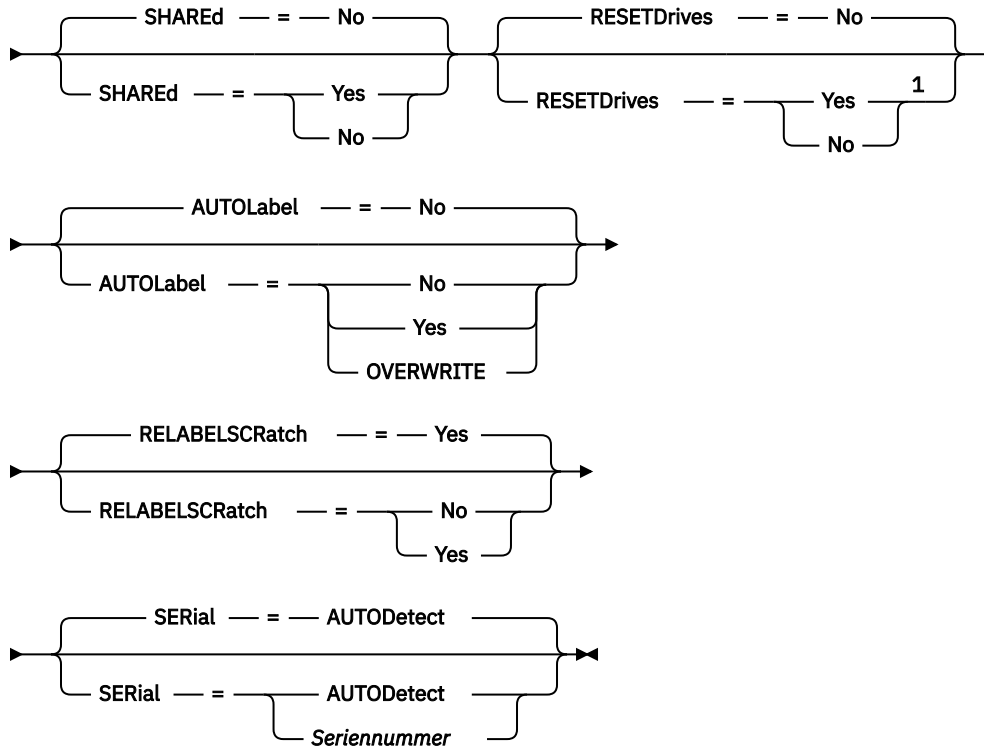 SHAREd = No RESETDrives = No
SHAREd = Yes RESETDrives = Yes 1
No No
AUTOLabel = No
AUTOLabel = No
Yes
OVERWRITE
RELABELSCRatch = Yes
RELABELSCRatch = No
Yes
SERial = AUTODetect
SERial = AUTODetect
Seriennummer